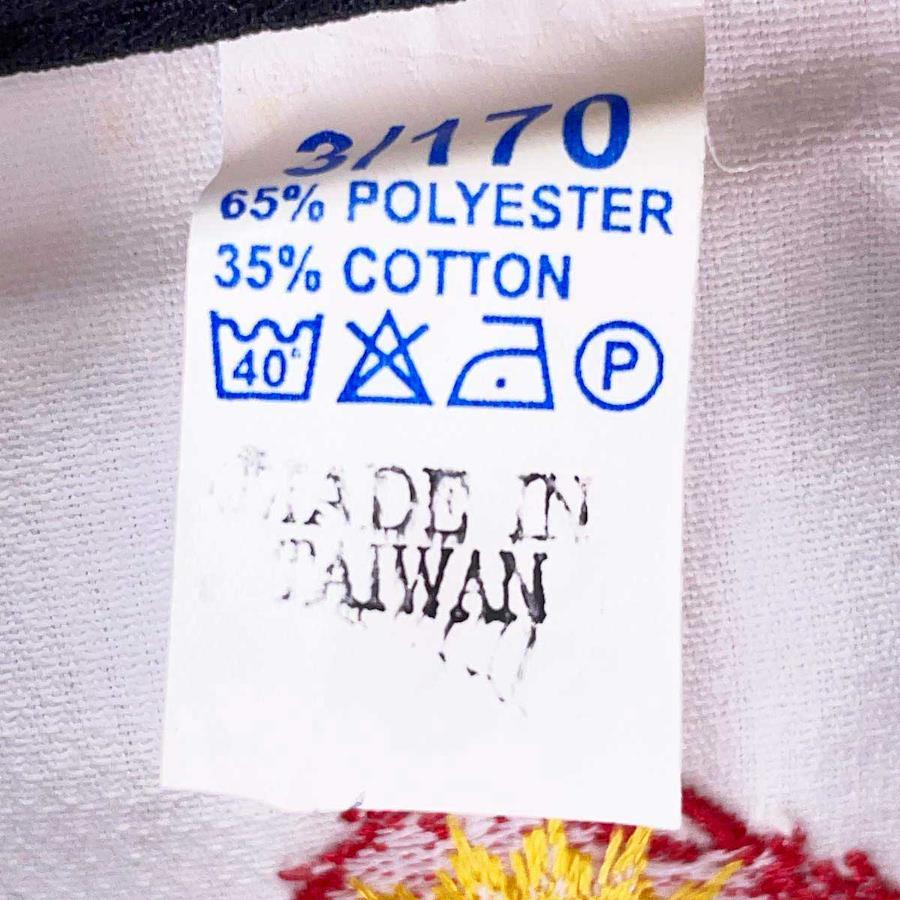 3/170
65% POLYESTER
35% COTTON
40°
P
MADE IN
TAIWAN